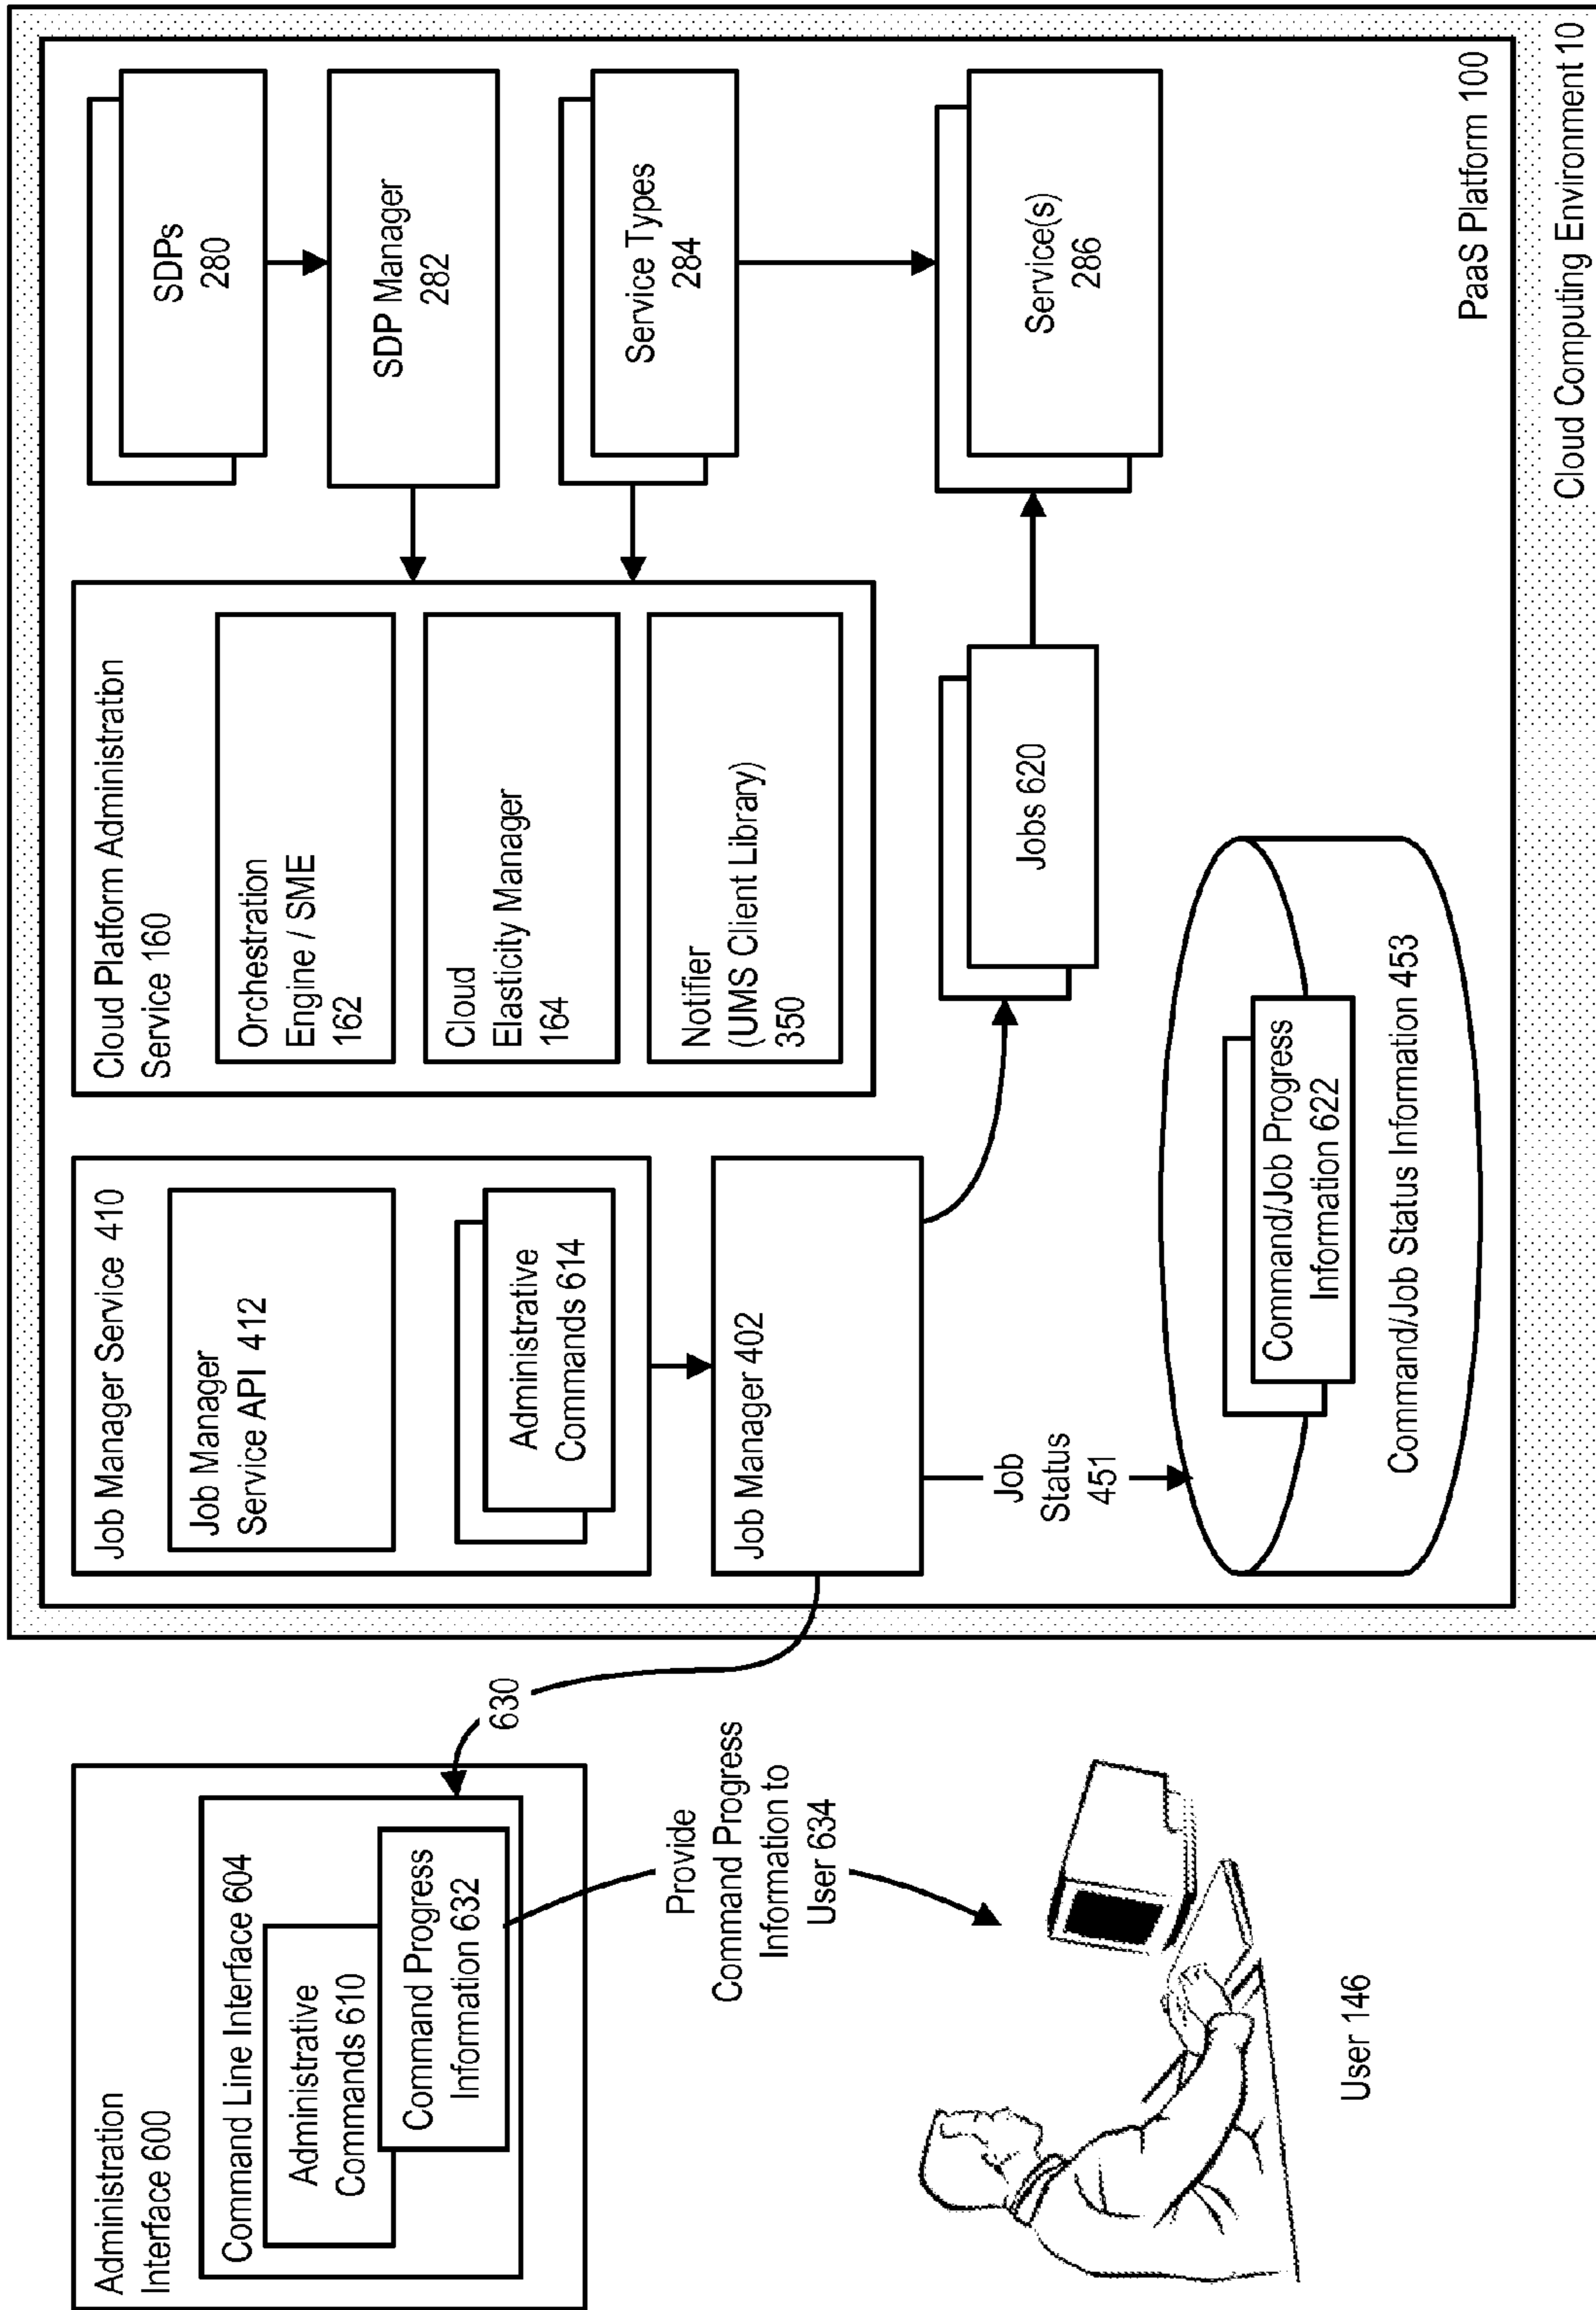 Administration
Interface 600
Command Line Interface 604
Administrative
Commands 610
Command Progress
Information 632
630
Provide
Command Progress
Information to
User 634
User 146
Job Manager Service 410
Job Manager
Service API 412
Administrative
Commands 614
Job Manager 402
Job
Status
451
Cloud Platform Administration
Service 160
Orchestration
Engine / SME
162
Cloud
Elasticity Manager
164
Notifier
(UMS Client Library)
350
Jobs 620
Command/Job Progress
Information 622
Command/Job Status Information 453
SDPs
280
SDP Manager
282
Service Types
284
Service(s)
286
PaaS Platform 100
Cloud Computing Environment 10